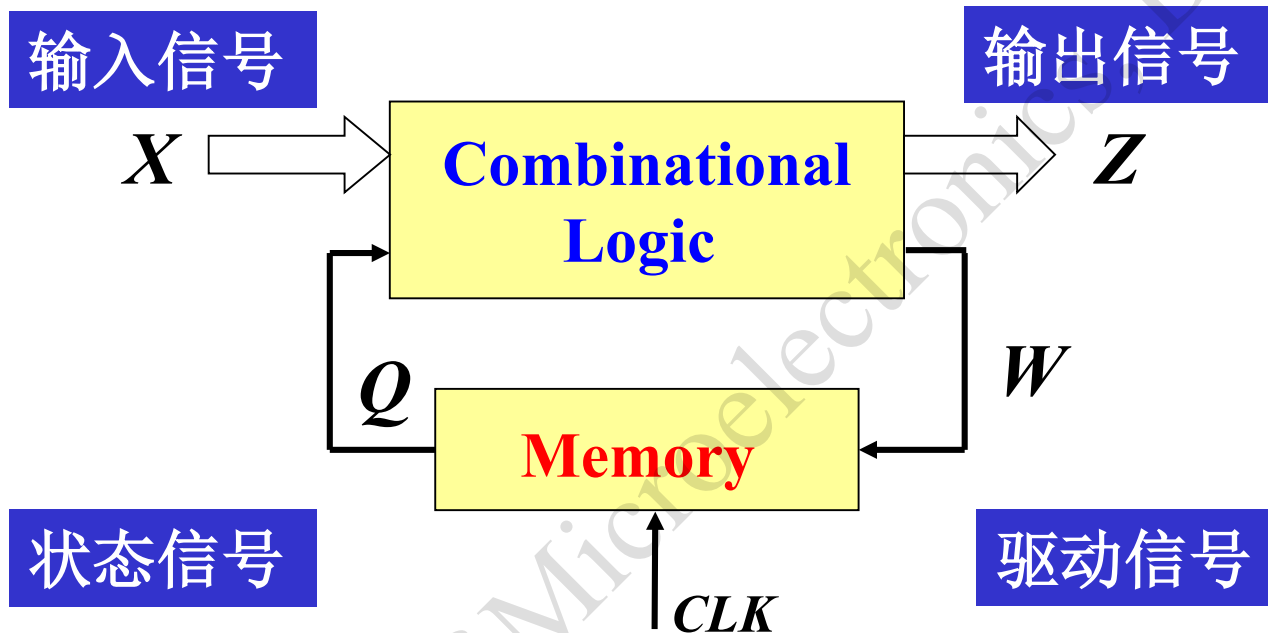 输入信号
输出信号
X
Combinational
Logic
Z
Q
W
Memory
状态信号
驱动信号
CLK
Microelectronics,